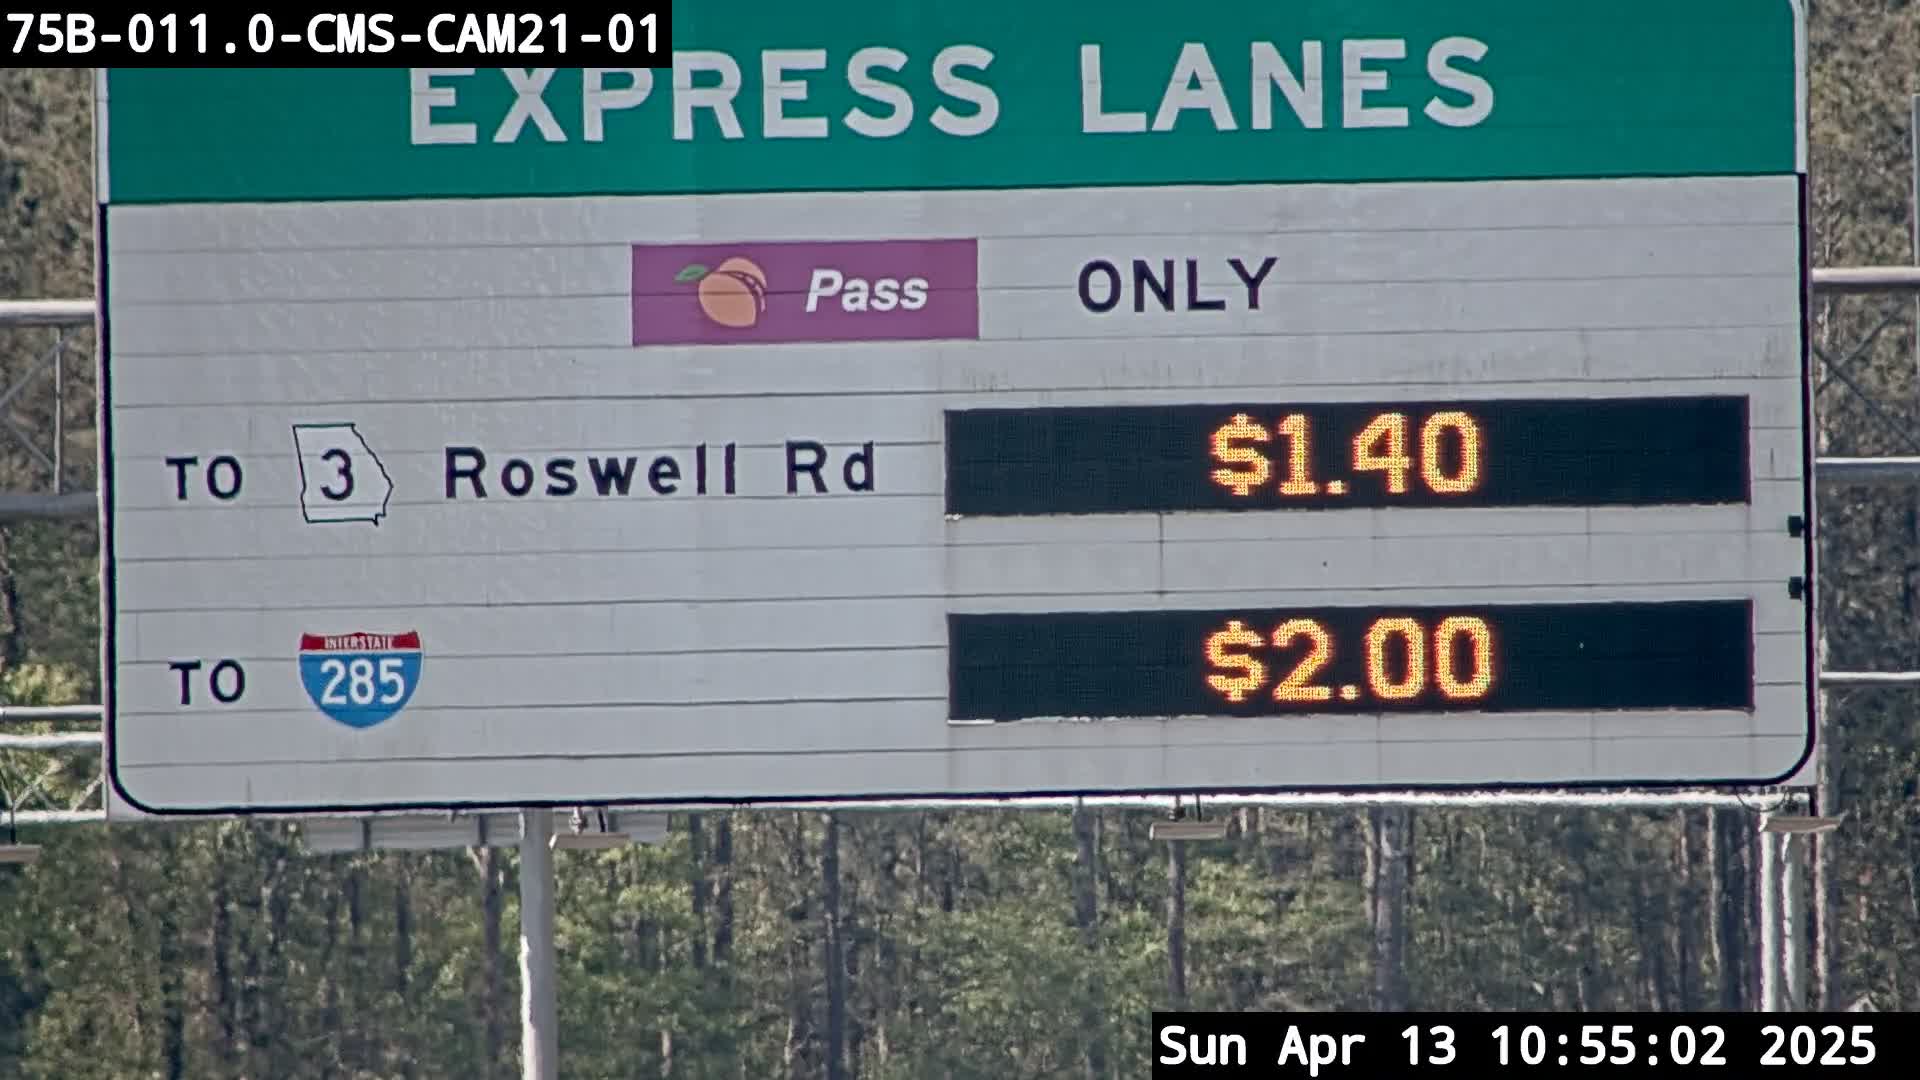 75B-011.0-CMS-CAM21-01
EXPRESS LANES
Pass ONLY
TO 3 Roswell Rd $1.40
INTERSTATE
TO 285 $2.00
Sun Apr 13 10:55:02 2025